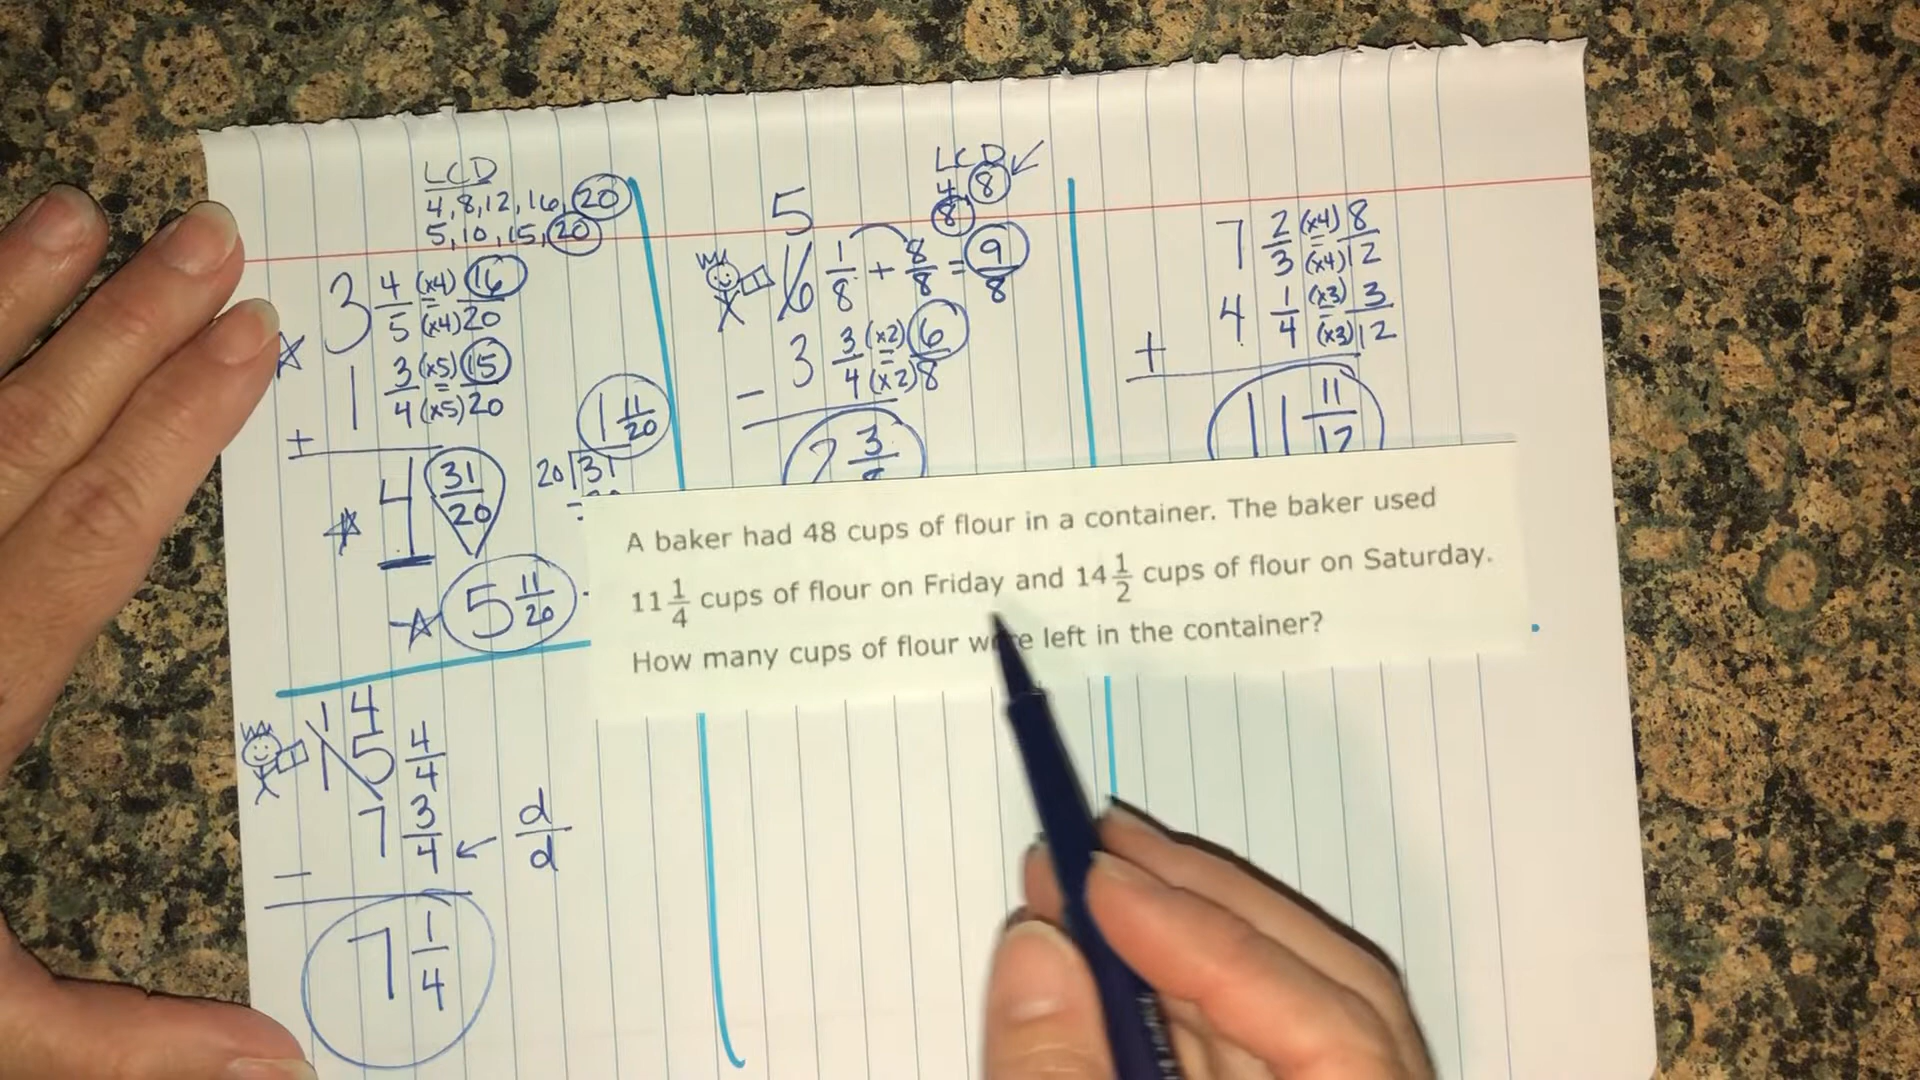 LCD
4, 8, 12, 16, 20
5, 10, 15, 20
3 4/5 (x4) = (x4) 16/20
1 3/4 (x5) = (x5) 15/20
+
4 31/20
20 31
1 11/20
5 11/20
LCD
4, 8
8
5
6 1/8 + 8/8 = 9/8
- 3 3/4 (x2) = (x2) 6/8
2 3/8
7 2/3 (x4) = (x4) 8/12
4 1/4 (x3) = (x3) 3/12
+
11 11/12
A baker had 48 cups of flour in a container. The baker used
11 1/4 cups of flour on Friday and 14 1/2 cups of flour on Saturday.
How many cups of flour were left in the container?
14
15 4/4
- 7 3/4
d/d
7 1/4